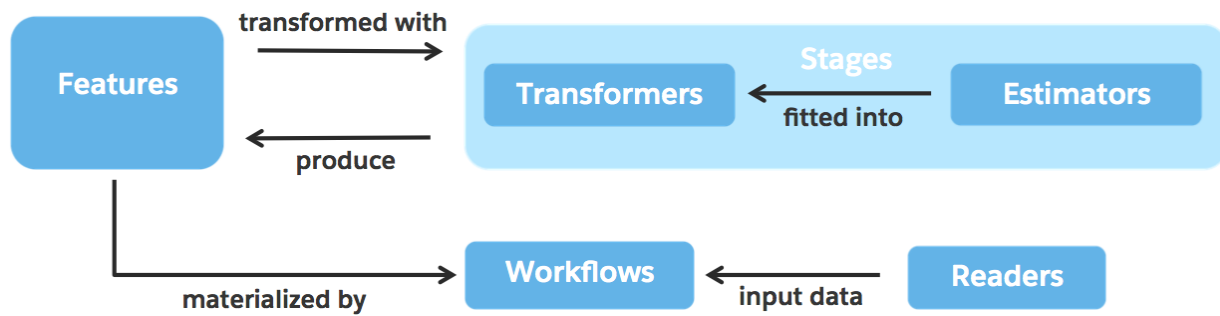 transformed with
Features
Stages
Transformers
Estimators
fitted into
produce
Workflows
Readers
materialized by
input data